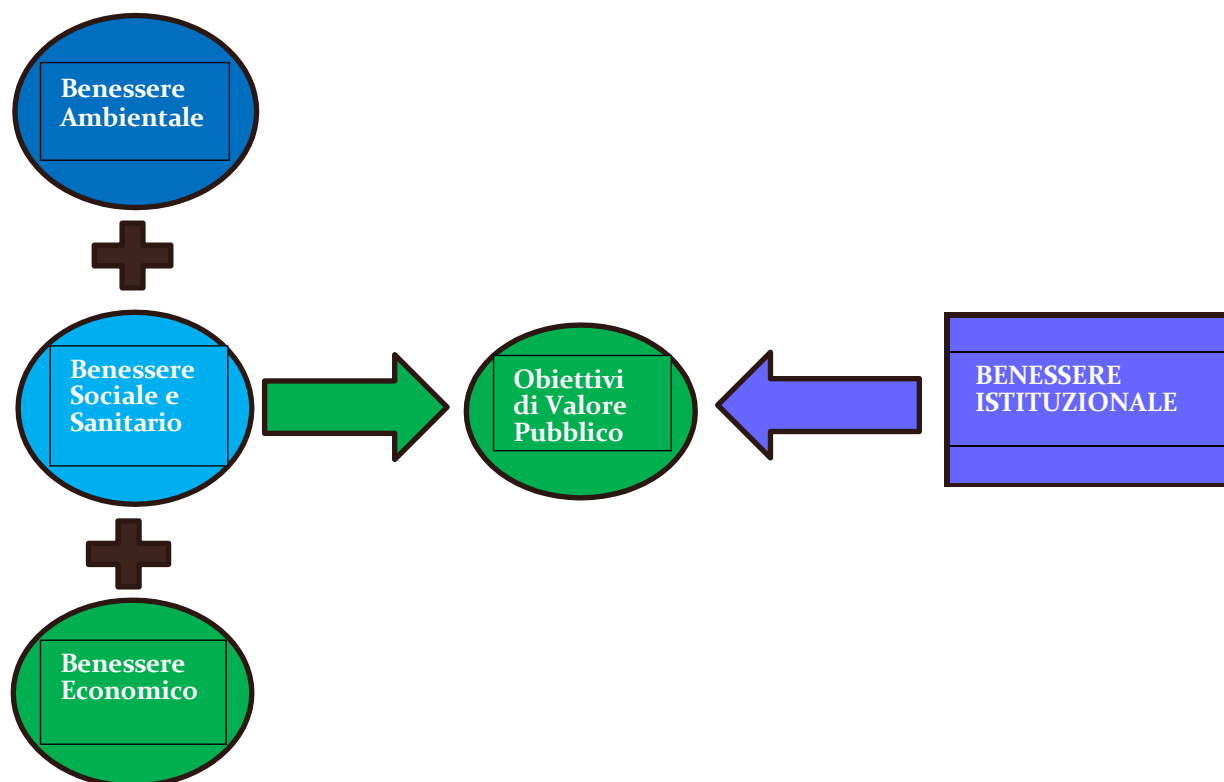 Benessere
Ambientale
Benessere
Sociale e
Sanitario
Obiettivi
di Valore
Pubblico
BENESSERE
ISTITUZIONALE
Benessere
Economico